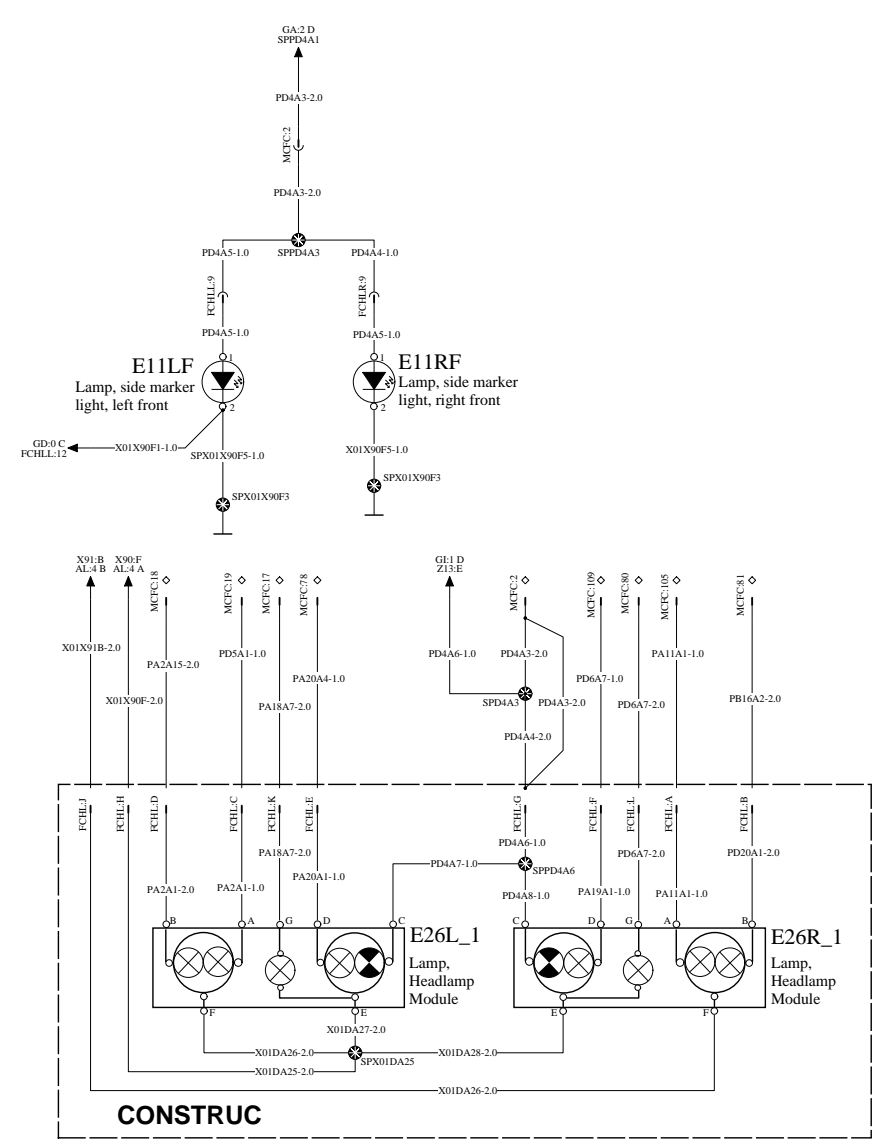 GA:2 D
SPPD4A1
PD4A3-2.0
MCFC:2
PD4A3-2.0
PD4A5-1.0
SPPD4A3
PD4A4-1.0
FCHLL:9
FCHLR:9
PD4A5-1.0
PD4A5-1.0
1
1
E11LF
Lamp, side marker
light, left front
E11RF
Lamp, side marker
light, right front
2
2
GD:0 C
FCHLL:12
X01X90F1-1.0
SPX01X90F5-1.0
X01X90F5-1.0
SPX01X90F3
SPX01X90F3
X91:B
AL:4 B
X90:F
AL:4 A
MCFC:18
MCFC:19
MCFC:17
MCFC:78
GI:1 D
Z13:E
MCFC:2
MCFC:109
MCFC:80
MCFC:105
MCFC:81
X01X91B-2.0
PA2A15-2.0
PD5A1-1.0
PD4A6-1.0
PD4A3-2.0
PA11A1-1.0
PA20A4-1.0
PD6A7-1.0
X01X90F-2.0
PA18A7-2.0
SPD4A3
PD4A3-2.0
PD6A7-2.0
PB16A2-2.0
PD4A4-2.0
FCHL:J
FCHL:H
FCHL:D
FCHL:C
FCHL:K
FCHL:E
FCHL:G
FCHL:F
FCHL:L
FCHL:A
FCHL:B
PD4A6-1.0
PA18A7-2.0
PD6A7-2.0
PD20A1-2.0
PD4A7-1.0
SPPD4A6
PA20A1-1.0
PA2A1-2.0
PA2A1-1.0
PD4A8-1.0
PA19A1-1.0
PA11A1-1.0
B
A
G
D
C
C
D
G
A
B
E26L_1
Lamp,
Headlamp
Module
E26R_1
Lamp,
Headlamp
Module
F
E
E
F
X01DA27-2.0
X01DA26-2.0
X01DA28-2.0
SPX01DA25
X01DA25-2.0
X01DA26-2.0
CONSTRUC